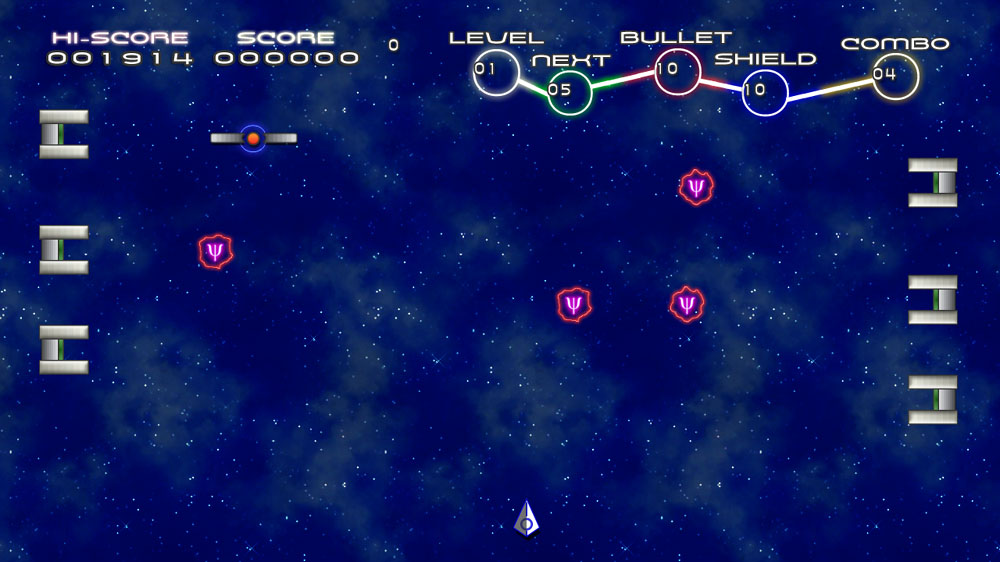 HI-SCORE SCORE
001914 000000 0
LEVEL NEXT BULLET SHIELD COMBO
01 05 10 10 04
Ψ
Ψ
Ψ Ψ